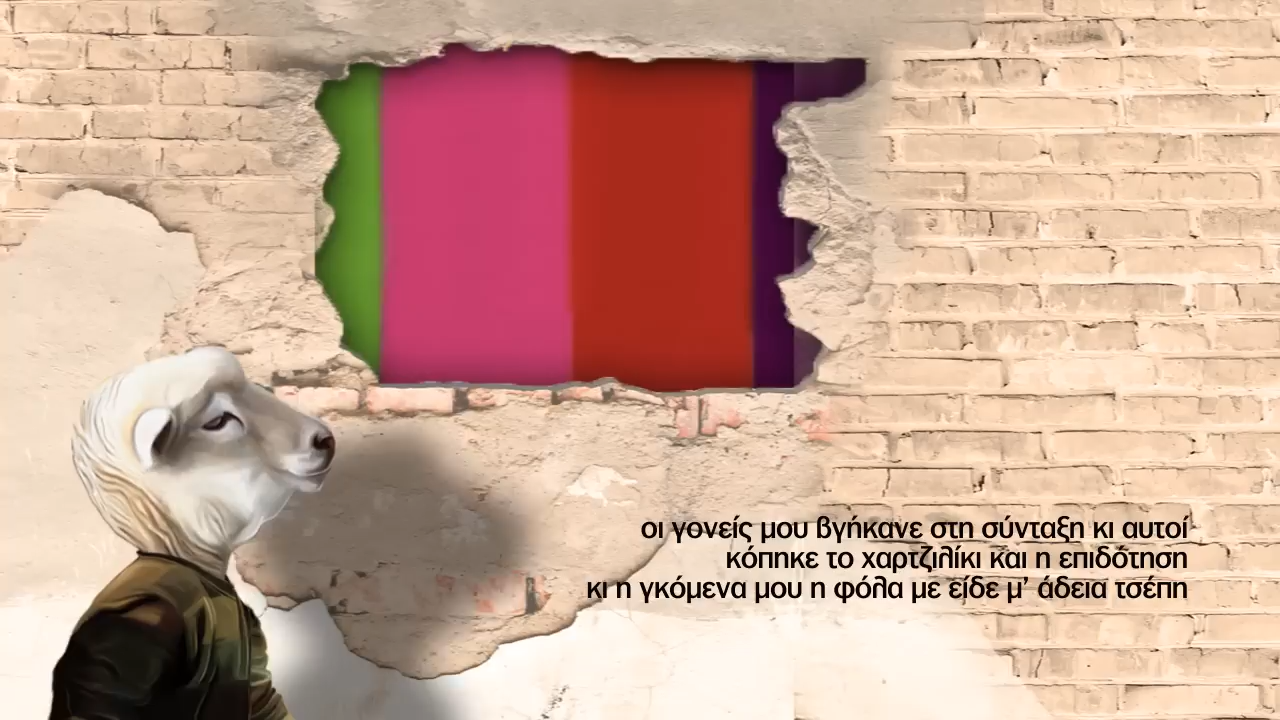 οι γονείς μου βγήκανε στη σύνταξη κι αυτοί
κόπηκε το χαρτζιλίκι και η επιδότηση
κι η γκόμενα μου η φόλα με είδε μ' άδεια τσέπη